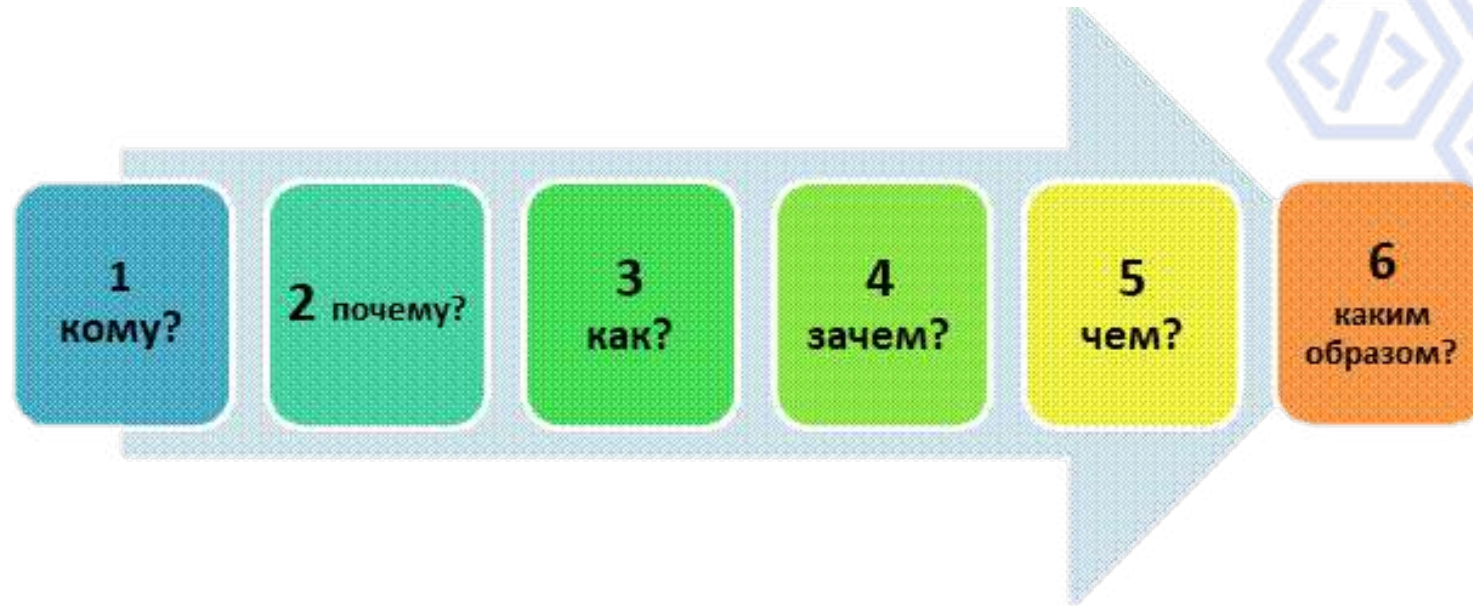 1
кому?
2 почему?
3
как?
4
зачем?
5
чем?
6
каким
образом?